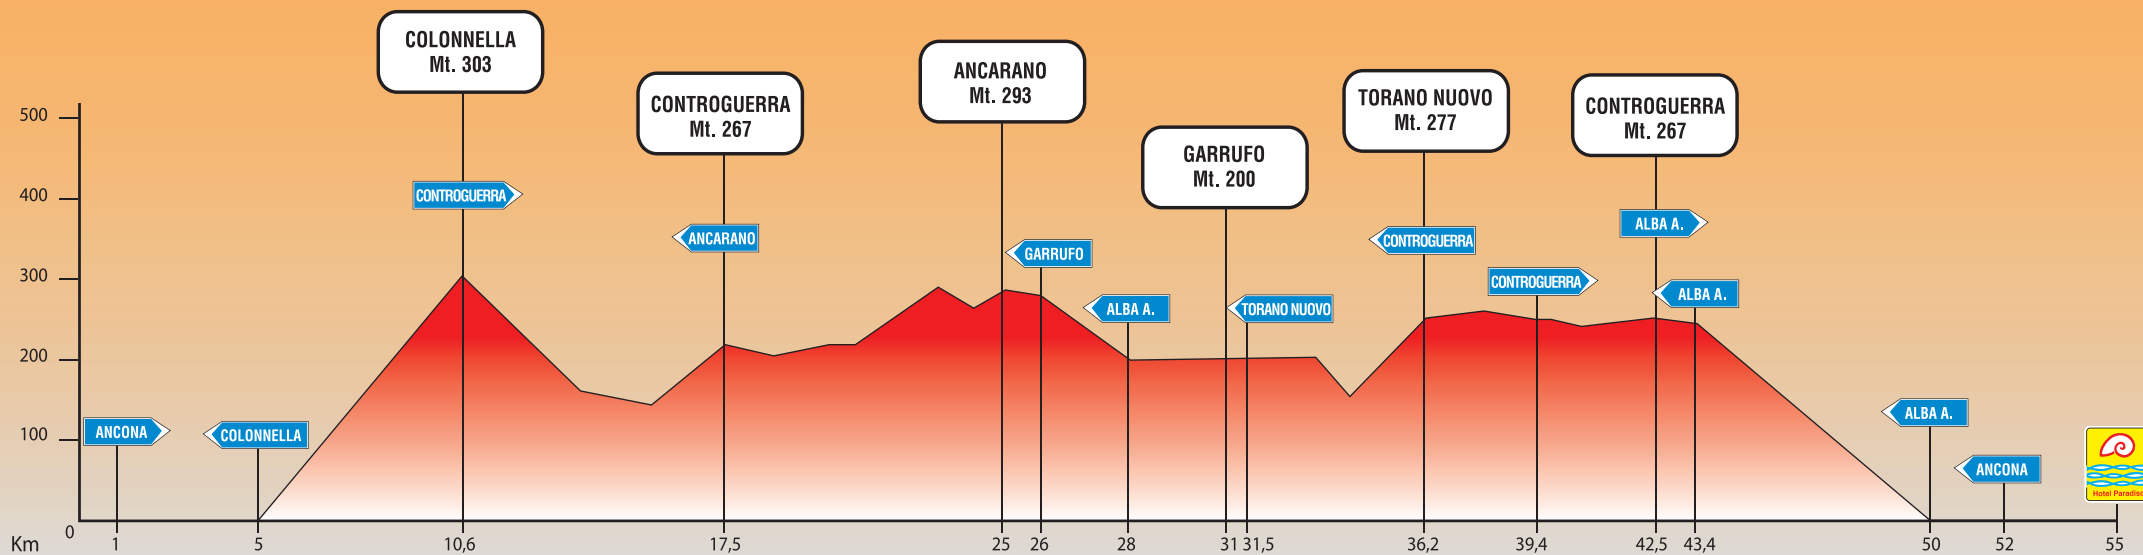 COLONNELLA
Mt. 303
CONTROGUERRA
Mt. 267
ANCARANO
Mt. 293
GARRUFO
Mt. 200
TORANO NUOVO
Mt. 277
CONTROGUERRA
Mt. 267
500
400
300
200
100
0
CONTROGUERRA
ANCARANO
GARRUFO
ALBA A.
TORANO NUOVO
CONTROGUERRA
CONTROGUERRA
ALBA A.
ALBA A.
ANCONA
COLONNELLA
ALBA A.
ANCONA
Hotel Paradiso
Km 1 5 10,6 17,5 25 26 28 31 31,5 36,2 39,4 42,5 43,4 50 52 55